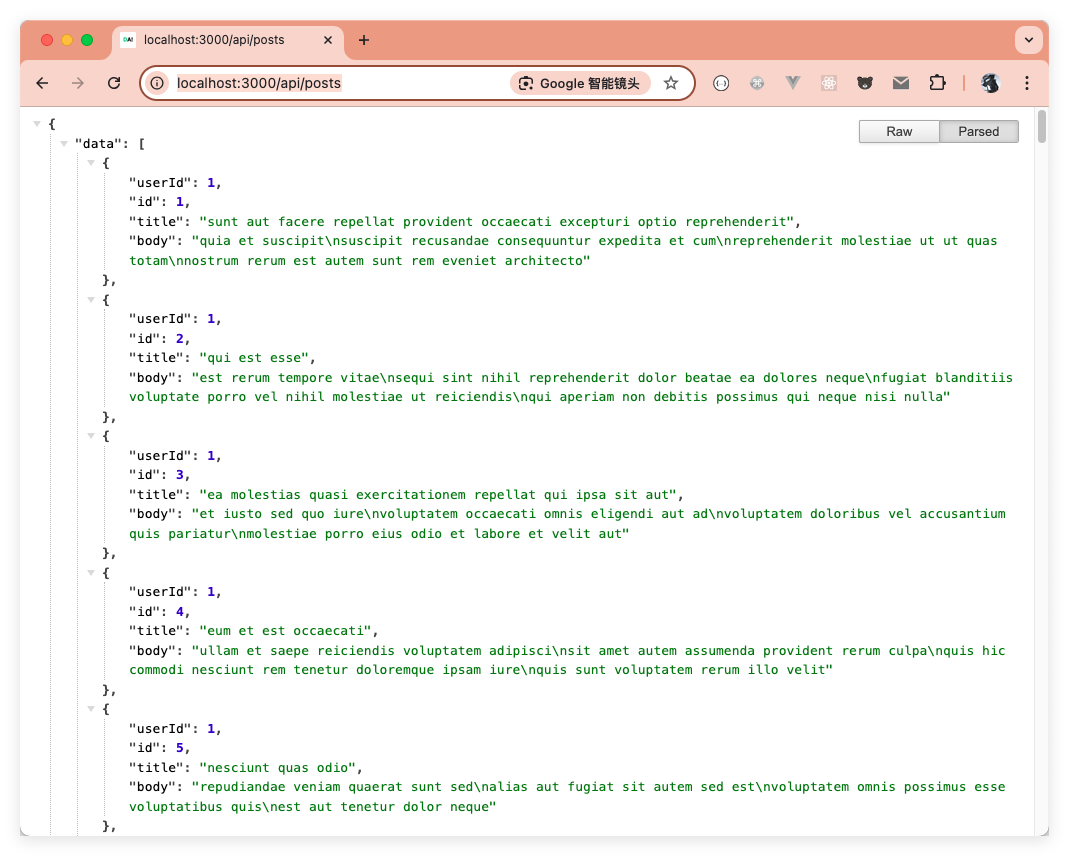 DA!
localhost:3000/api/posts
localhost:3000/api/posts
Google 智能镜头
Raw
Parsed
{
"data": [
{
"userId": 1,
"id": 1,
"title": "sunt aut facere repellat provident occaecati excepturi optio reprehenderit",
"body": "quia et suscipit\nsuscipit recusandae consequuntur expedita et cum\nreprehenderit molestiae ut ut quas
totam\nnostrum rerum est autem sunt rem eveniet architecto"
},
{
"userId": 1,
"id": 2,
"title": "qui est esse",
"body": "est rerum tempore vitae\nsequi sint nihil reprehenderit dolor beatae ea dolores neque\nfugiat blanditiis
voluptate porro vel nihil molestiae ut reiciendis\nqui aperiam non debitis possimus qui neque nisi nulla"
},
{
"userId": 1,
"id": 3,
"title": "ea molestias quasi exercitationem repellat qui ipsa sit aut",
"body": "et iusto sed quo iure\nvoluptatem occaecati omnis eligendi aut ad\nvoluptatem doloribus vel accusantium
quis pariatur\nmolestiae porro eius odio et labore et velit aut"
},
{
"userId": 1,
"id": 4,
"title": "eum et est occaecati",
"body": "ullam et saepe reiciendis voluptatem adipisci\nsit amet autem assumenda provident rerum culpa\nquis hic
commodi nesciunt rem tenetur doloremque ipsam iure\nquis sunt voluptatem rerum illo velit"
},
{
"userId": 1,
"id": 5,
"title": "nesciunt quas odio",
"body": "repudiandae veniam quaerat sunt sed\nalias aut fugiat sit autem sed est\nvoluptatem omnis possimus esse
voluptatibus quis\nest aut tenetur dolor neque"
},